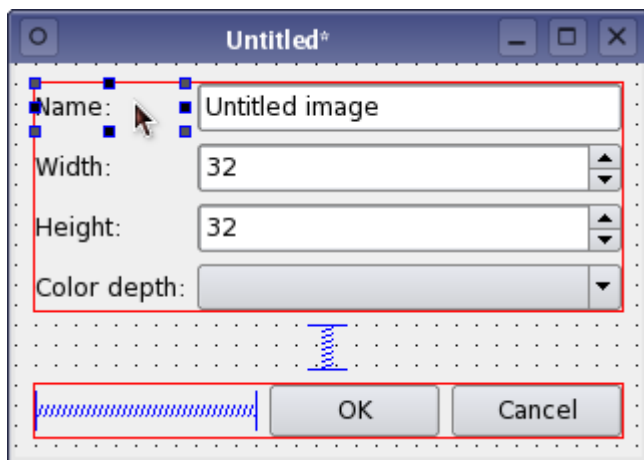 Untitled*
Name: Untitled image
Width: 32
Height: 32
Color depth:
OK Cancel